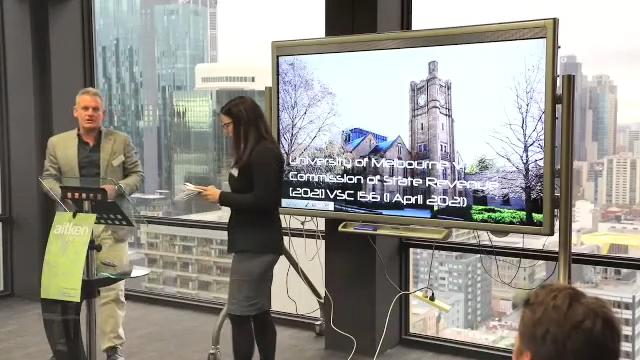 aitken
University of Melbourne v
Commission of State Revenue
[2021] VSC 156 (1 April 2021)